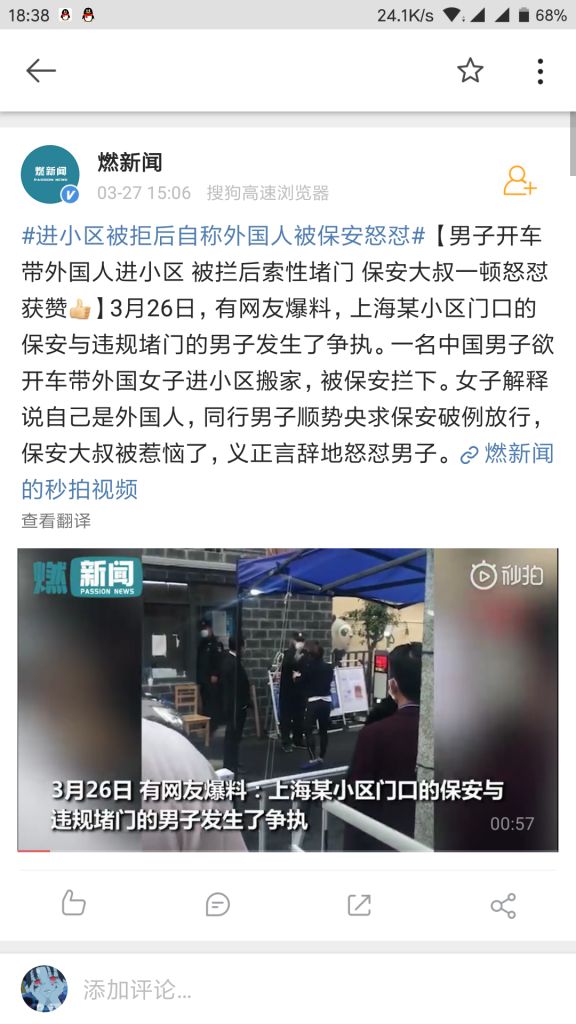 18:38
24.1K/s
68%
燃新闻
PASSION NEWS
燃新闻
03-27 15:06 搜狗高速浏览器
#进小区被拒后自称外国人被保安怒怼#【男子开车
带外国人进小区 被拦后索性堵门 保安大叔一顿怒怼
获赞👍】3月26日，有网友爆料，上海某小区门口的
保安与违规堵门的男子发生了争执。一名中国男子欲
开车带外国女子进小区搬家，被保安拦下。女子解释
说自己是外国人，同行男子顺势央求保安破例放行，
保安大叔被惹恼了，义正言辞地怒怼男子。燃新闻
的秒拍视频
查看翻译
燃新闻
PASSION NEWS
秒拍
3月26日 有网友爆料：上海某小区门口的保安与
违规堵门的男子发生了争执
00:57
添加评论...